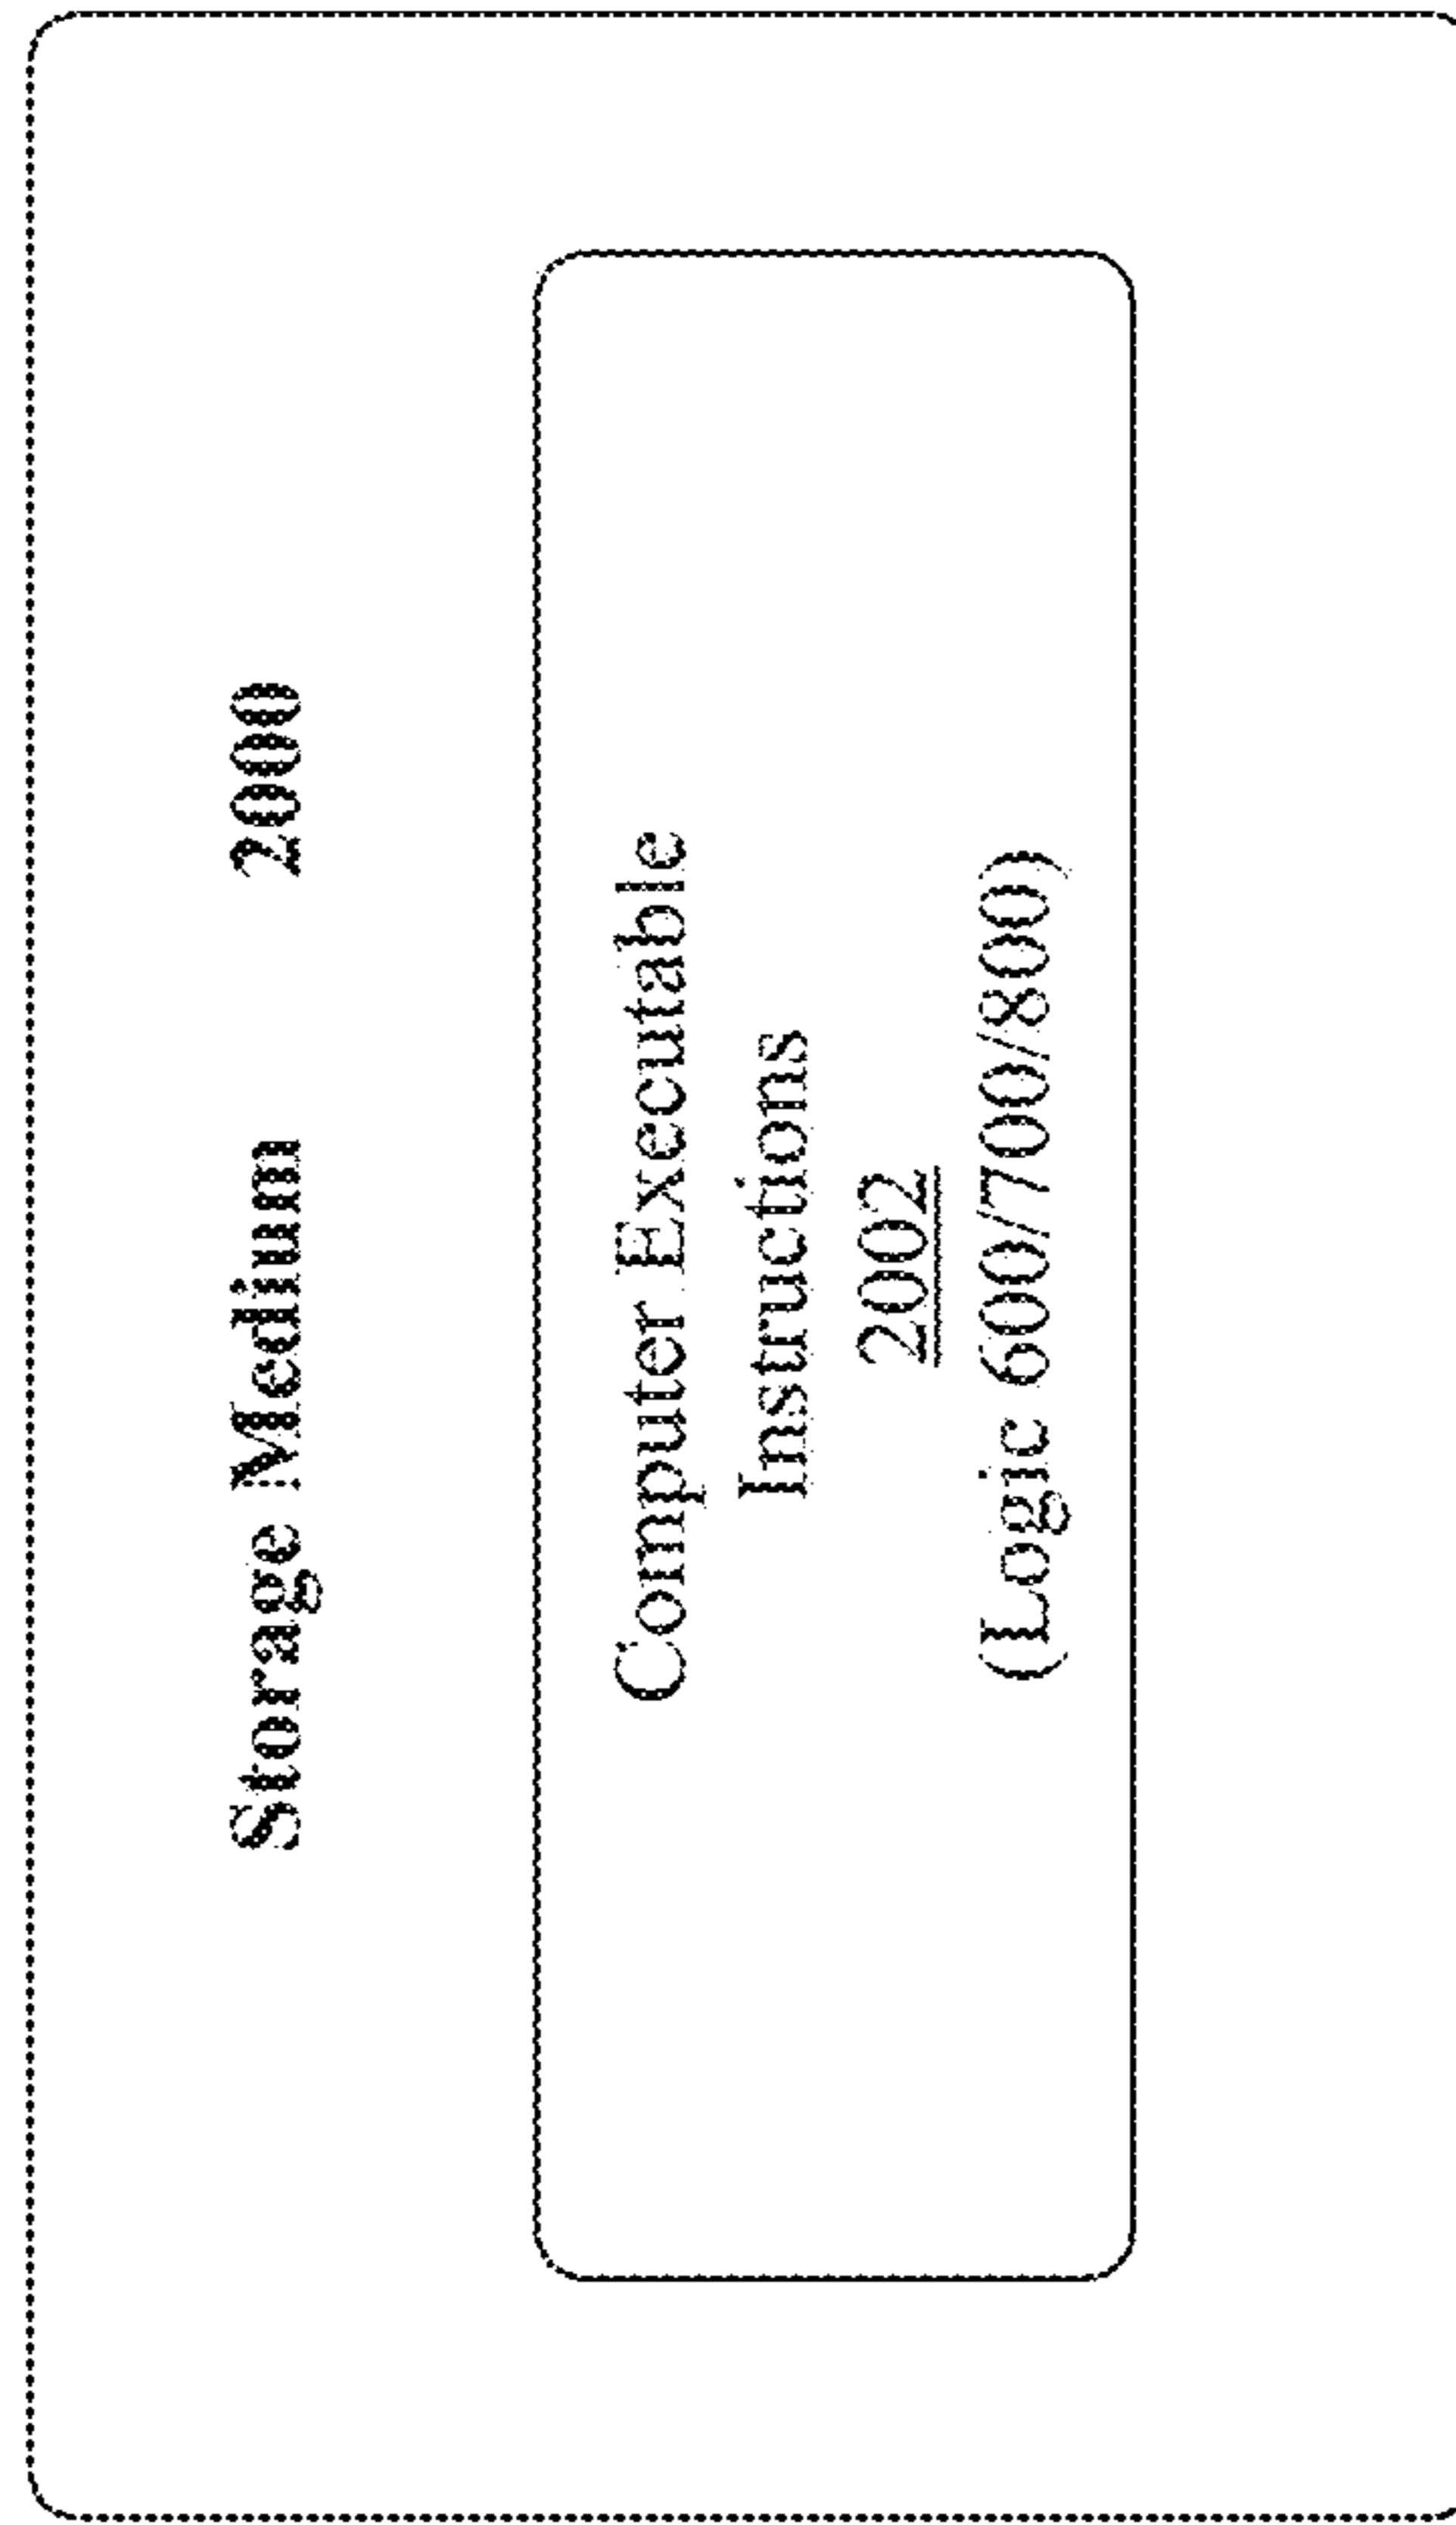 Storage Medium 2000
Computer Executable
Instructions
2002
(Logic 600/700/800)